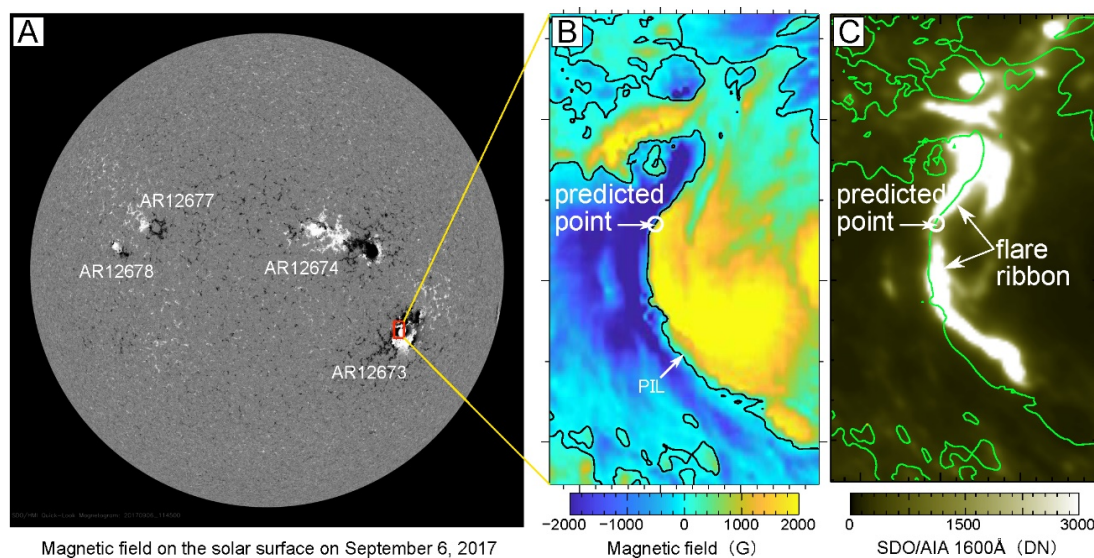 A
AR12677
AR12678
AR12674
AR12673
Magnetic field on the solar surface on September 6, 2017
B
predicted
point
PIL
−2000 −1000 0 1000 2000
Magnetic field (G)
C
predicted
point
flare
ribbon
0 1500 3000
SDO/AIA 1600Å (DN)